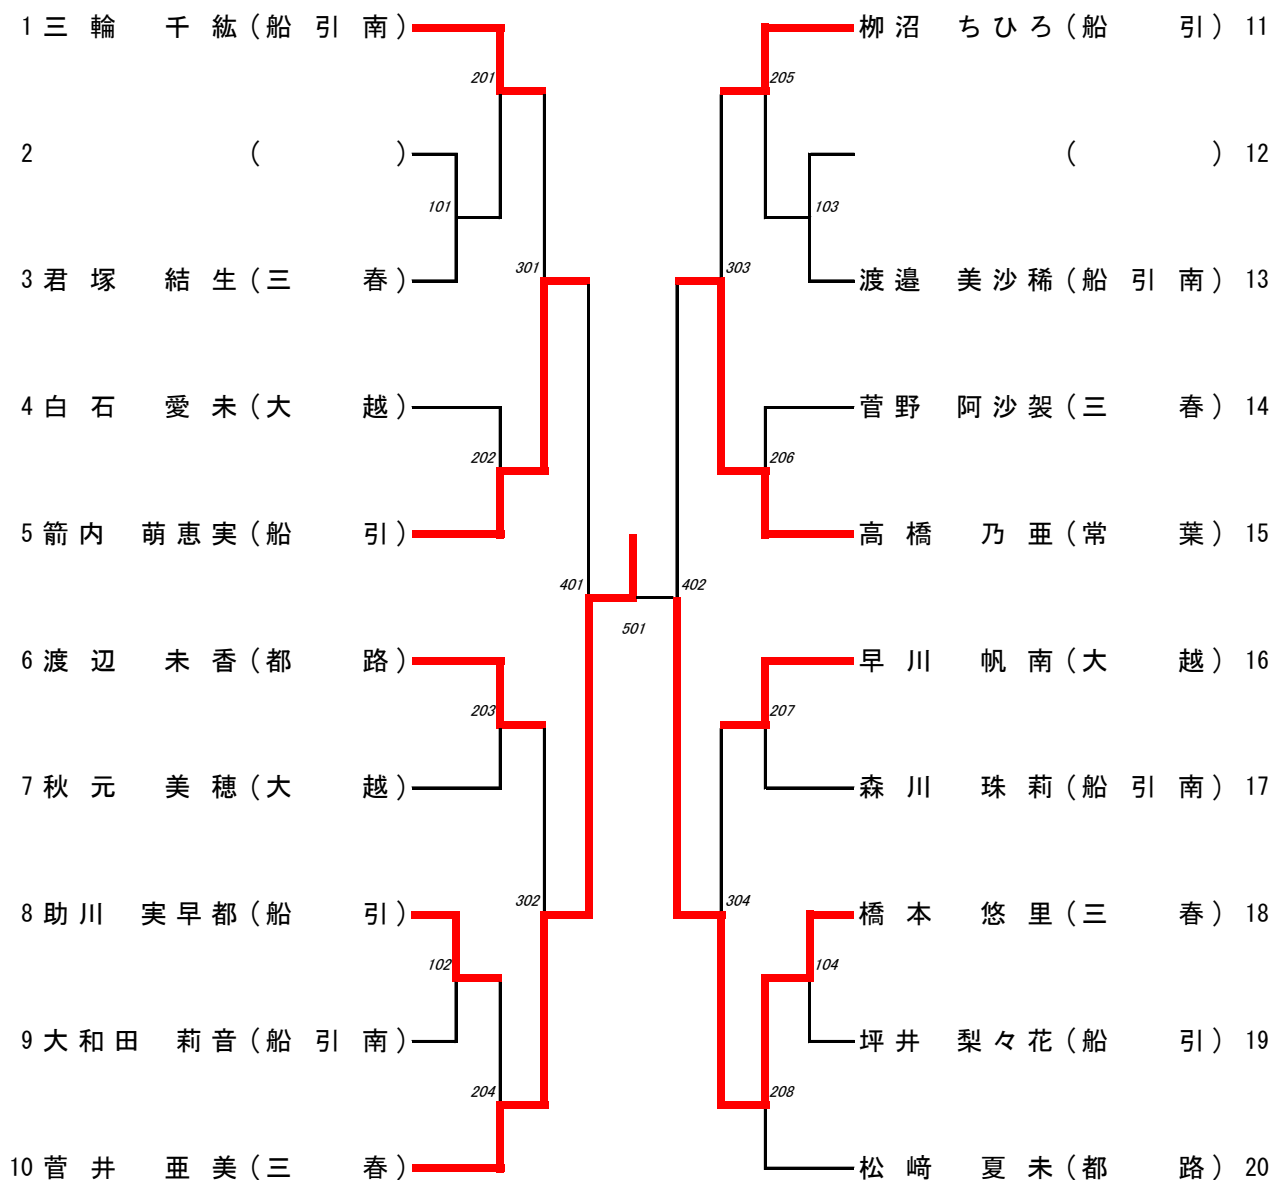 1 三輪 千紘 (船引南)
201
2 ( )
101
3 君塚 結生 (三春)
301
4 白石 愛未 (大越)
202
5 箭内 萌恵実 (船引)
401
6 渡辺 未香 (都路)
203
7 秋元 美穂 (大越)
302
8 助川 実早都 (船引)
102
9 大和田 莉音 (船引南)
204
10 菅井 亜美 (三春)
501
栁沼 ちひろ (船引) 11
205
( ) 12
103
渡邉 美沙稀 (船引南) 13
303
菅野 阿沙袈 (三春) 14
206
高橋 乃亜 (常葉) 15
402
早川 帆南 (大越) 16
207
森川 珠莉 (船引南) 17
304
橋本 悠里 (三春) 18
104
坪井 梨々花 (船引) 19
208
松﨑 夏未 (都路) 20